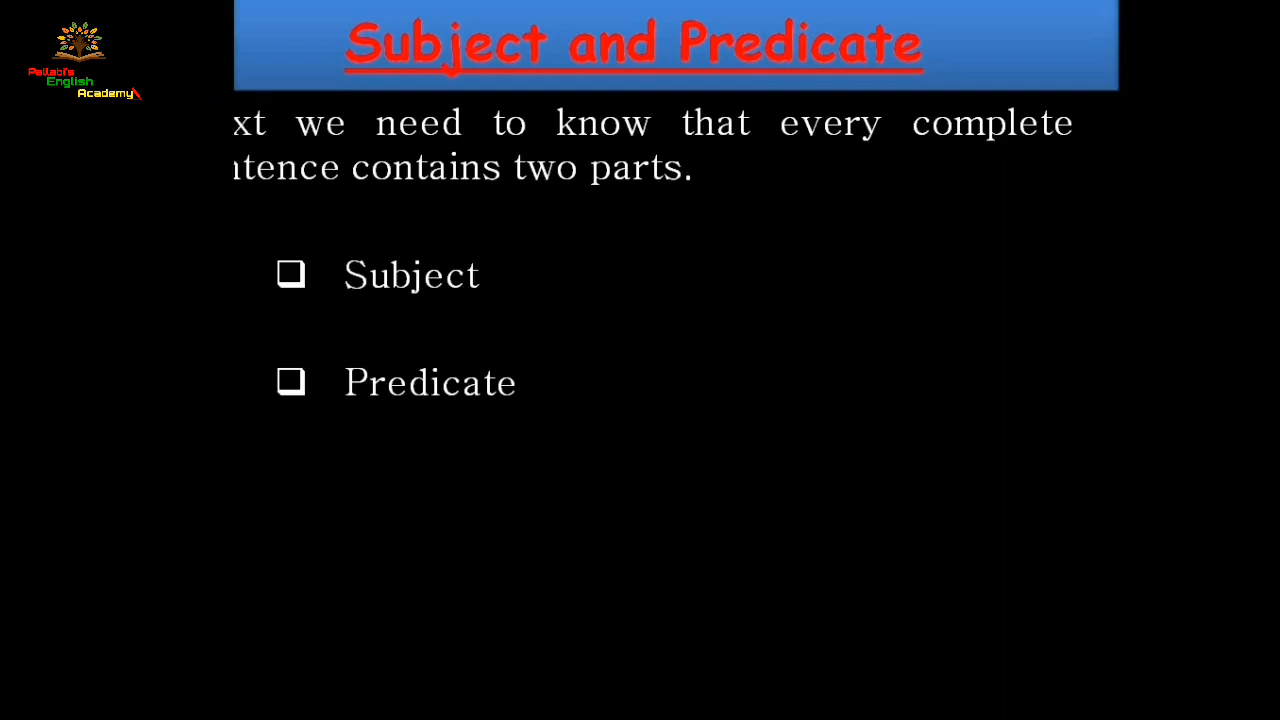 Subject and Predicate
Pallabi's
English
Academy
xt we need to know that every complete
ntence contains two parts.
❑ Subject
❑ Predicate